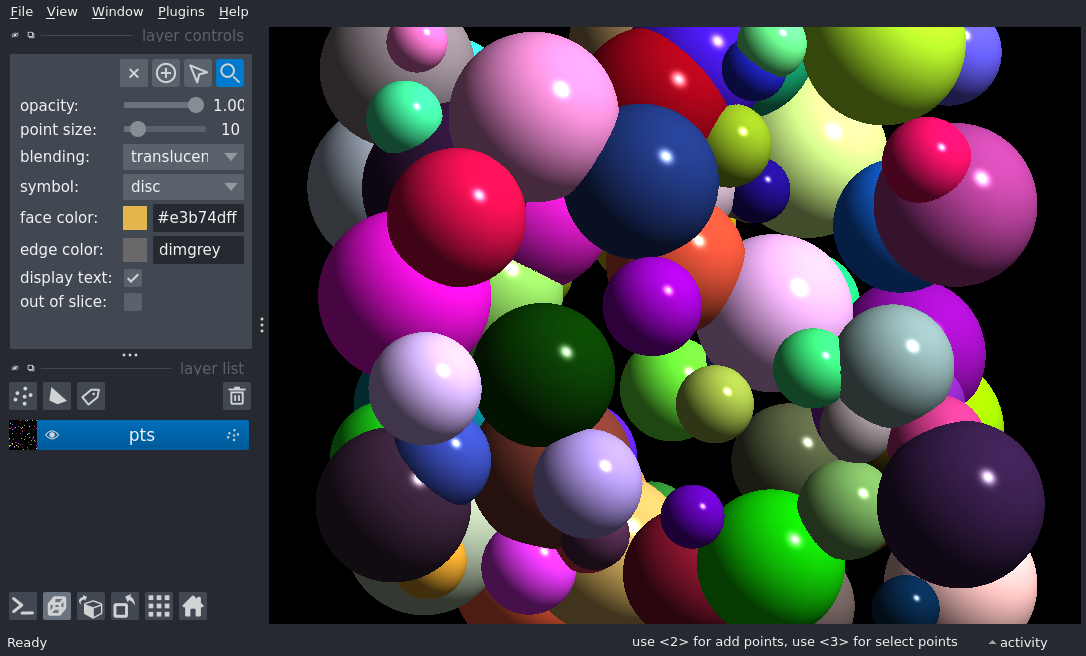 File View Window Plugins Help
layer controls
opacity: 1.00
point size: 10
blending: translucen
symbol: disc
face color: #e3b74dff
edge color: dimgrey
display text:
out of slice:
layer list
pts
Ready
use <2> for add points, use <3> for select points
activity